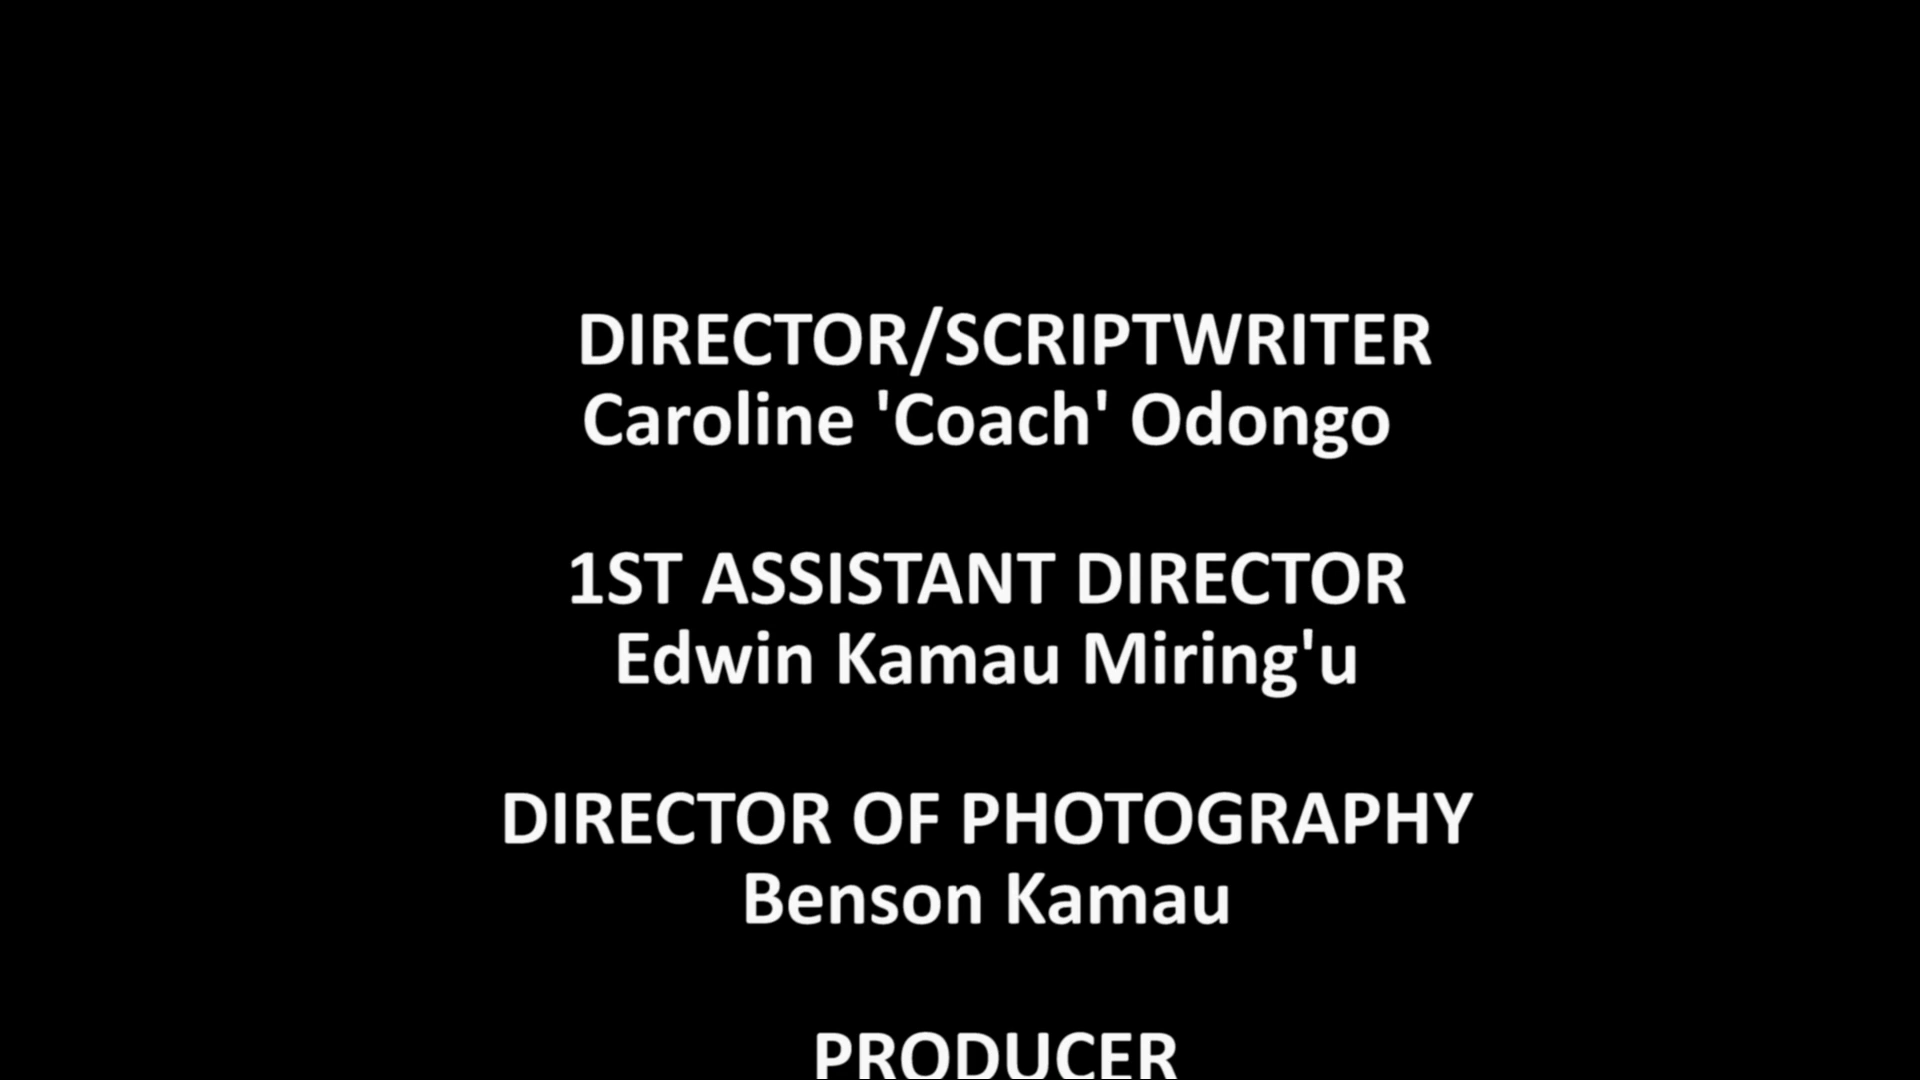 DIRECTOR/SCRIPTWRITER
Caroline 'Coach' Odongo
1ST ASSISTANT DIRECTOR
Edwin Kamau Miring'u
DIRECTOR OF PHOTOGRAPHY
Benson Kamau
PRODUCER